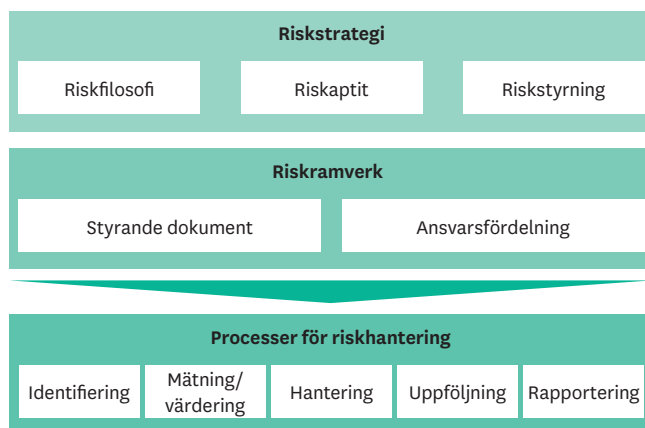 Riskstrategi
Riskfilosofi
Riskaptit
Riskstyrning
Riskramverk
Styrande dokument
Ansvarsfördelning
Processer för riskhantering
Identifiering
Mätning/
värdering
Hantering
Uppföljning
Rapportering